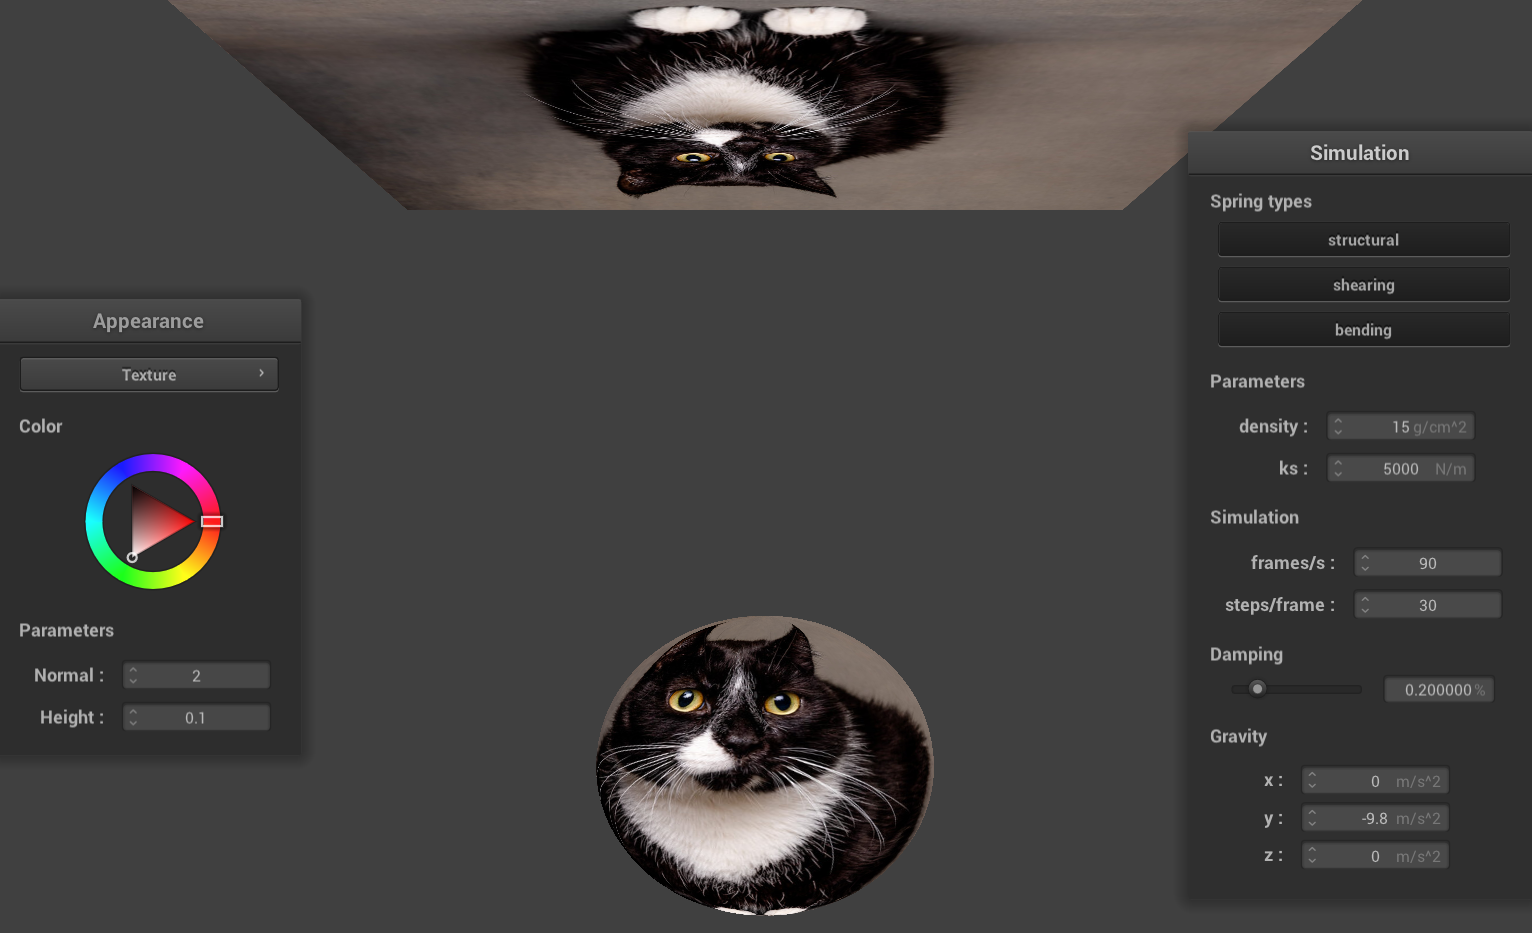 Appearance
Texture
Color
Parameters
Normal : 2
Height : 0.1
Simulation
Spring types
structural
shearing
bending
Parameters
density : 15 g/cm^2
ks : 5000 N/m
Simulation
frames/s : 90
steps/frame : 30
Damping
0.200000 %
Gravity
x : 0 m/s^2
y : -9.8 m/s^2
z : 0 m/s^2